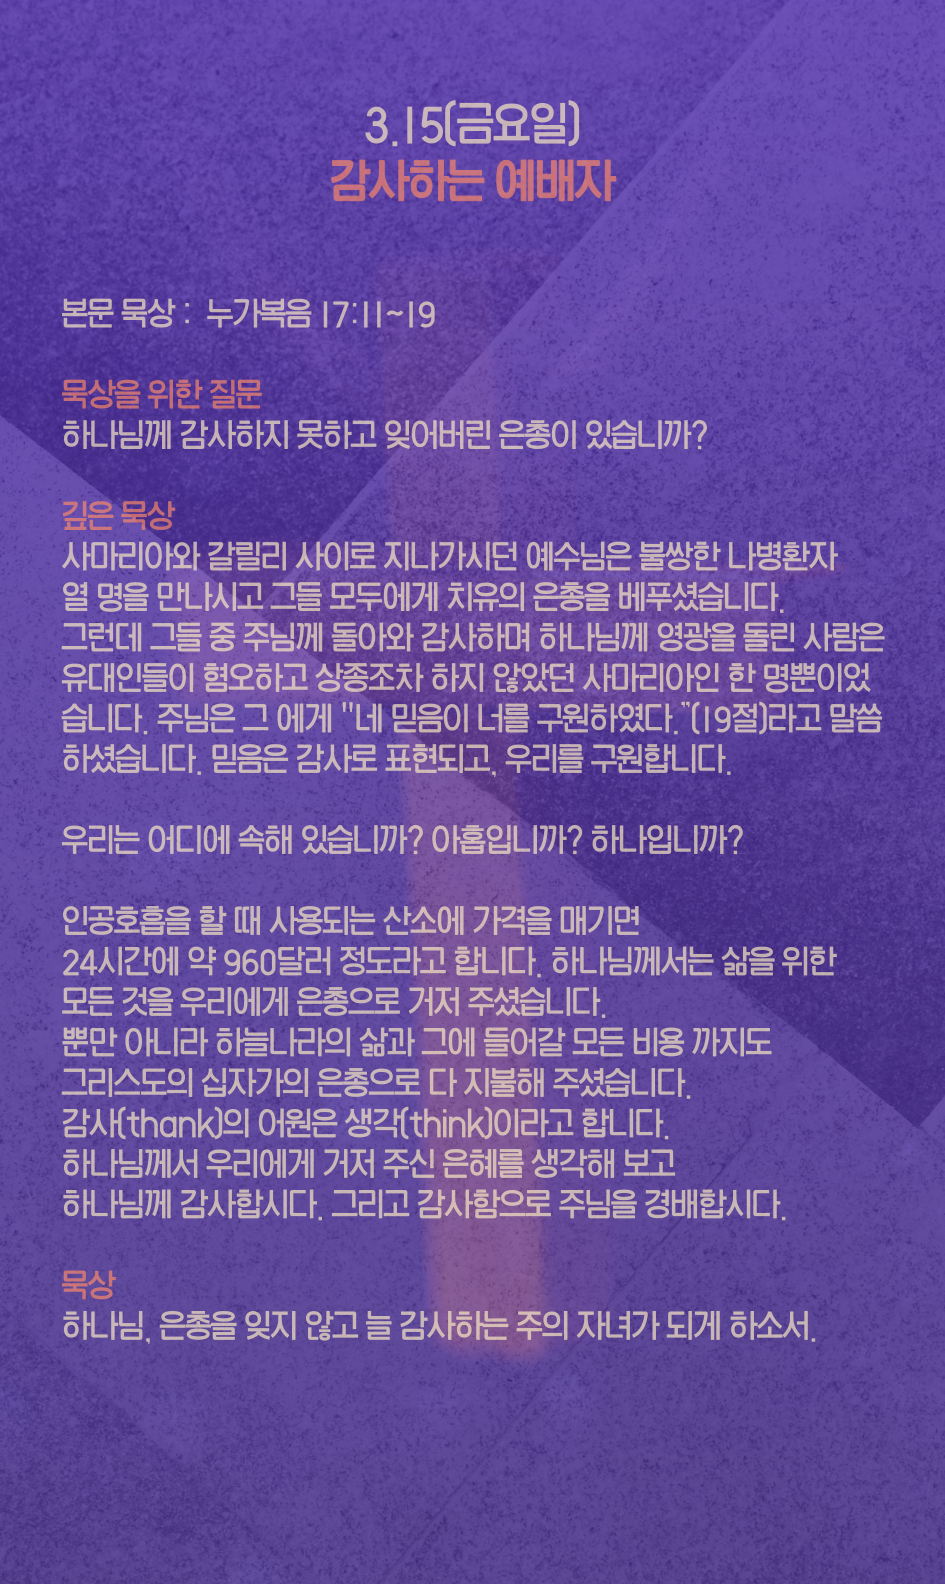 3.15(금요일)
감사하는 예배자
본문 묵상 : 누가복음 17:11~19
묵상을 위한 질문
하나님께 감사하지 못하고 잊어버린 은총이 있습니까?
깊은 묵상
사마리아와 갈릴리 사이로 지나가시던 예수님은 불쌍한 나병환자
열 명을 만나시고 그들 모두에게 치유의 은총을 베푸셨습니다.
그런데 그들 중 주님께 돌아와 감사하며 하나님께 영광을 돌린 사람은
유대인들이 혐오하고 상종조차 하지 않았던 사마리아인 한 명뿐이었
습니다. 주님은 그 에게 "네 믿음이 너를 구원하였다."(19절)라고 말씀
하셨습니다. 믿음은 감사로 표현되고, 우리를 구원합니다.
우리는 어디에 속해 있습니까? 아홉입니까? 하나입니까?
인공호흡을 할 때 사용되는 산소에 가격을 매기면
24시간에 약 960달러 정도라고 합니다. 하나님께서는 삶을 위한
모든 것을 우리에게 은총으로 거저 주셨습니다.
뿐만 아니라 하늘나라의 삶과 그에 들어갈 모든 비용 까지도
그리스도의 십자가의 은총으로 다 지불해 주셨습니다.
감사(thank)의 어원은 생각(think)이라고 합니다.
하나님께서 우리에게 거저 주신 은혜를 생각해 보고
하나님께 감사합시다. 그리고 감사함으로 주님을 경배합시다.
묵상
하나님, 은총을 잊지 않고 늘 감사하는 주의 자녀가 되게 하소서.